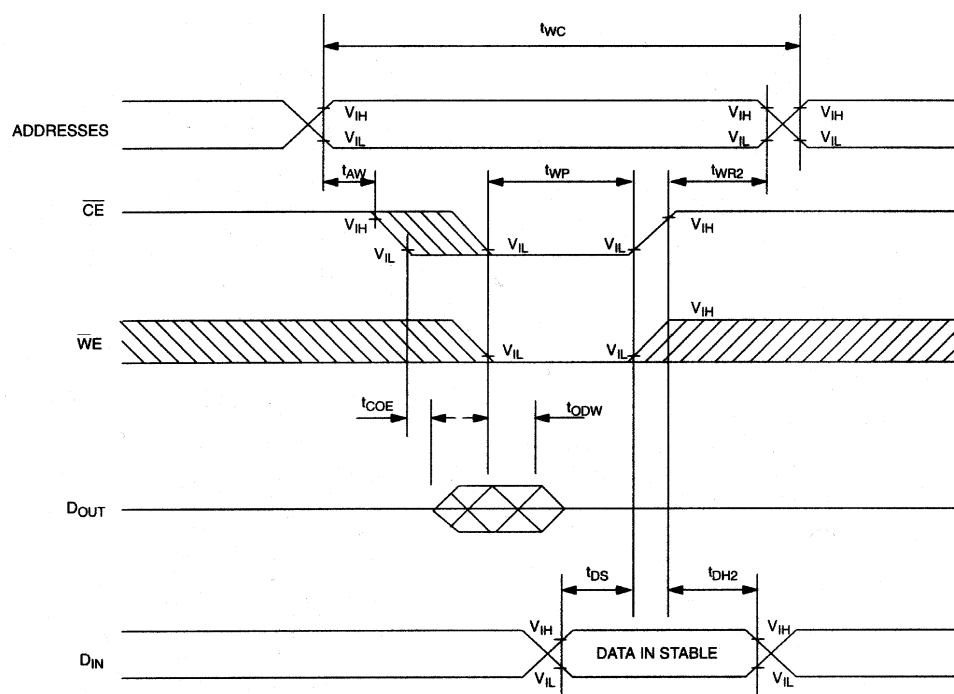 tWC
ADDRESSES
VIH
VIL
VIH
VIL
VIH
VIL
tAW
tWP
tWR2
CE
VIH
VIL
VIL
VIL
VIH
WE
VIL
VIL
VIH
tCOE
tODW
DOUT
tDS
tDH2
DIN
VIH
VIL
DATA IN STABLE
VIH
VIL